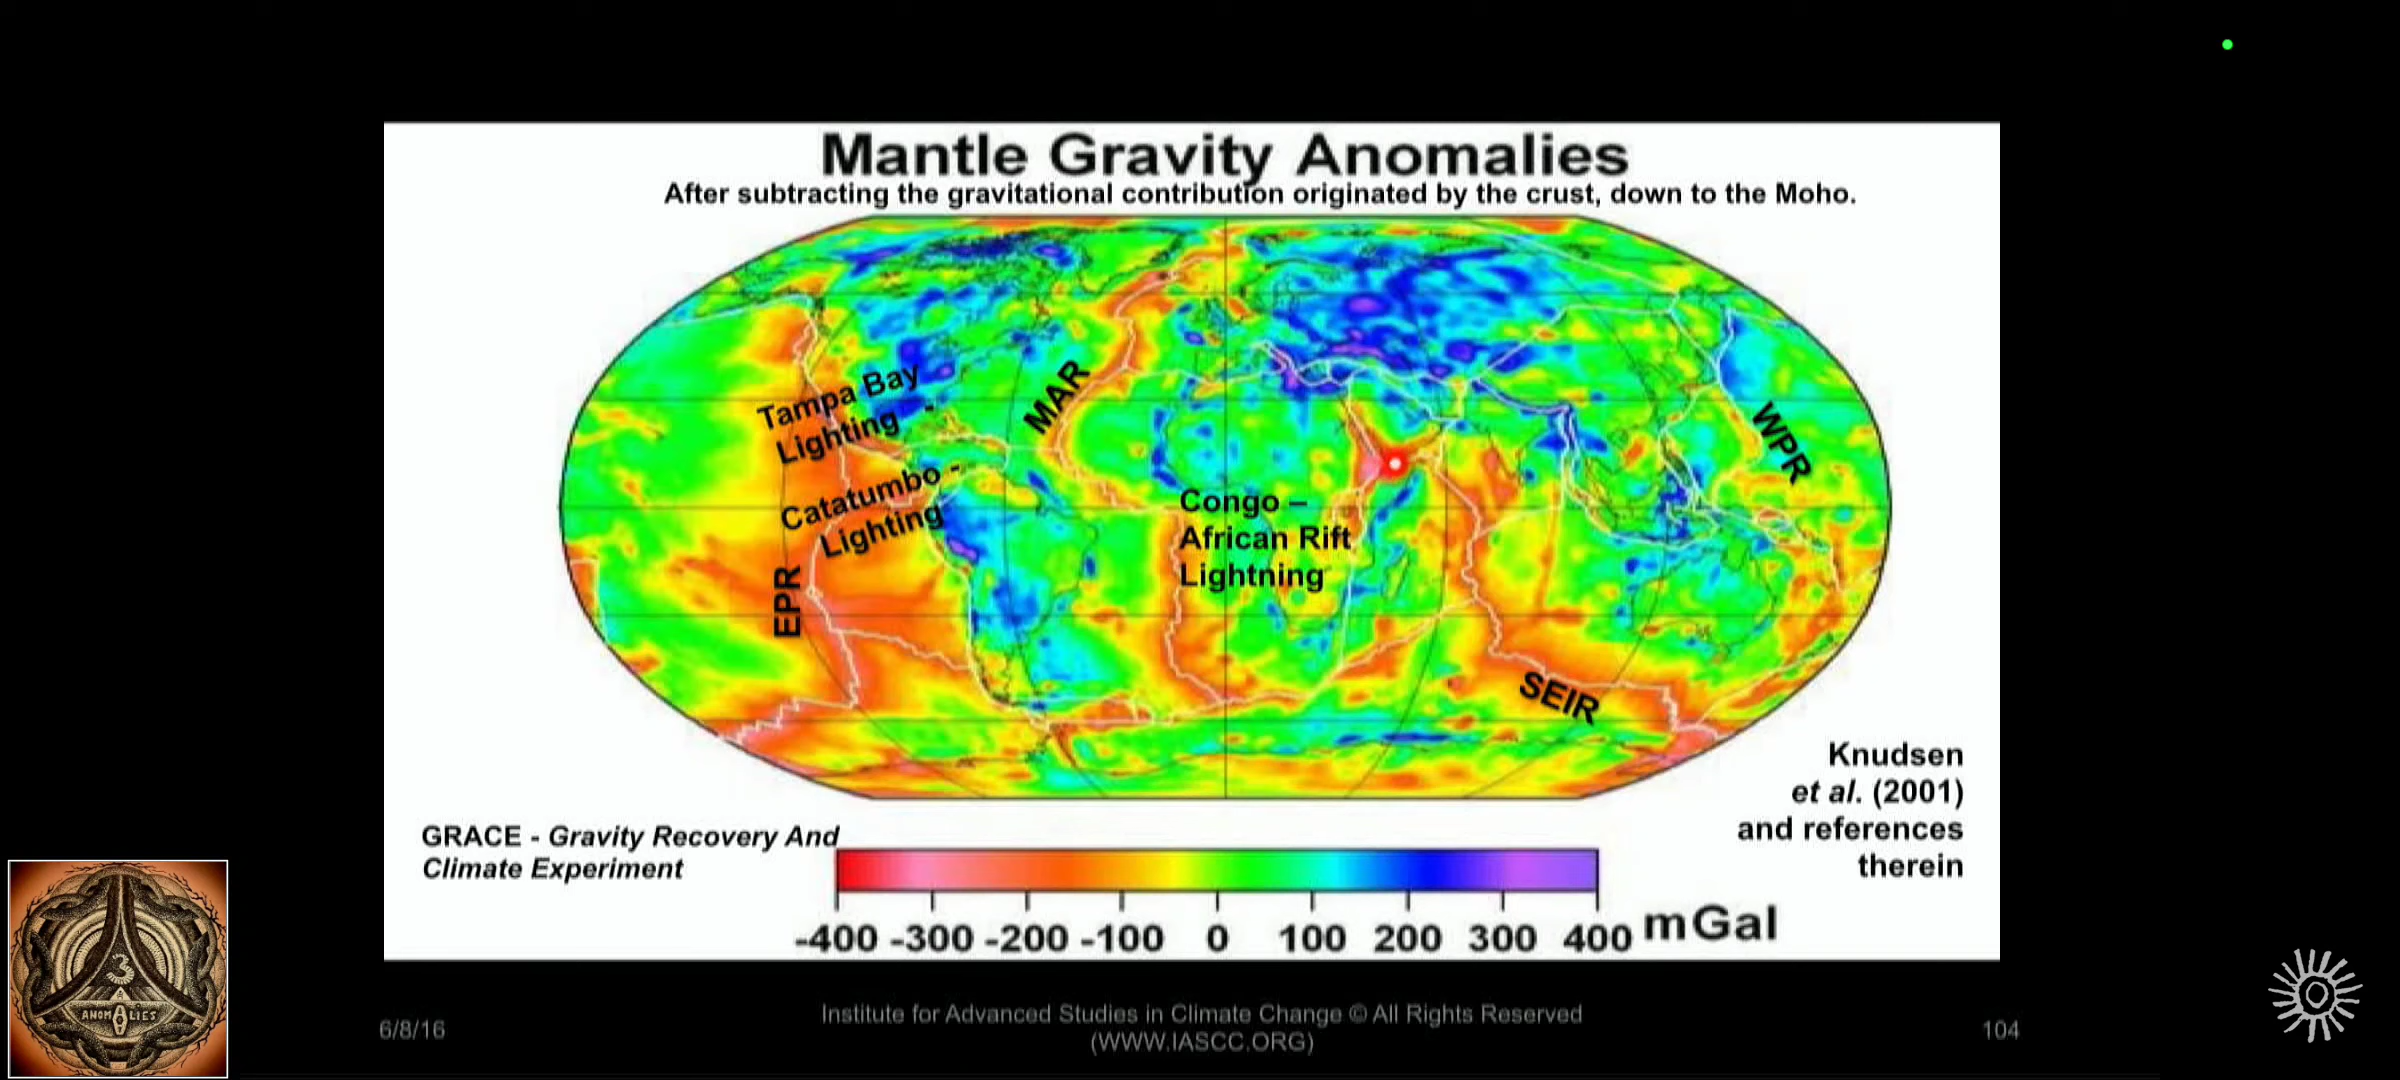 Mantle Gravity Anomalies
After subtracting the gravitational contribution originated by the crust, down to the Moho.
Tampa Bay
Lighting -
MAR
WPR
Catatumbo -
Lighting
Congo –
African Rift
Lightning
EPR
SEIR
Knudsen
et al. (2001)
and references
therein
GRACE - Gravity Recovery And
Climate Experiment
-400 -300 -200 -100 0 100 200 300 400 mGal
3
ANOMALIES
6/8/16
Institute for Advanced Studies in Climate Change © All Rights Reserved
(WWW.IASCC.ORG)
104